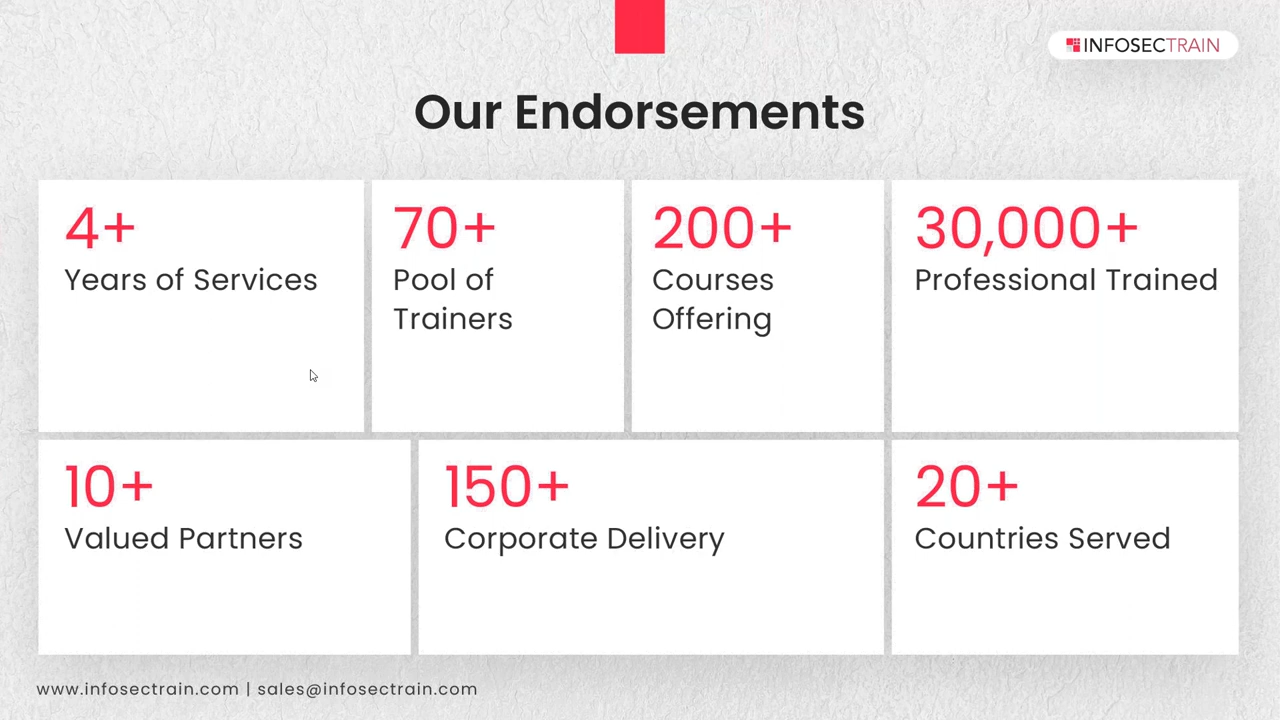 INFOSECTRAIN
Our Endorsements
4+
Years of Services
70+
Pool of
Trainers
200+
Courses
Offering
30,000+
Professional Trained
10+
Valued Partners
150+
Corporate Delivery
20+
Countries Served
www.infosectrain.com | sales@infosectrain.com